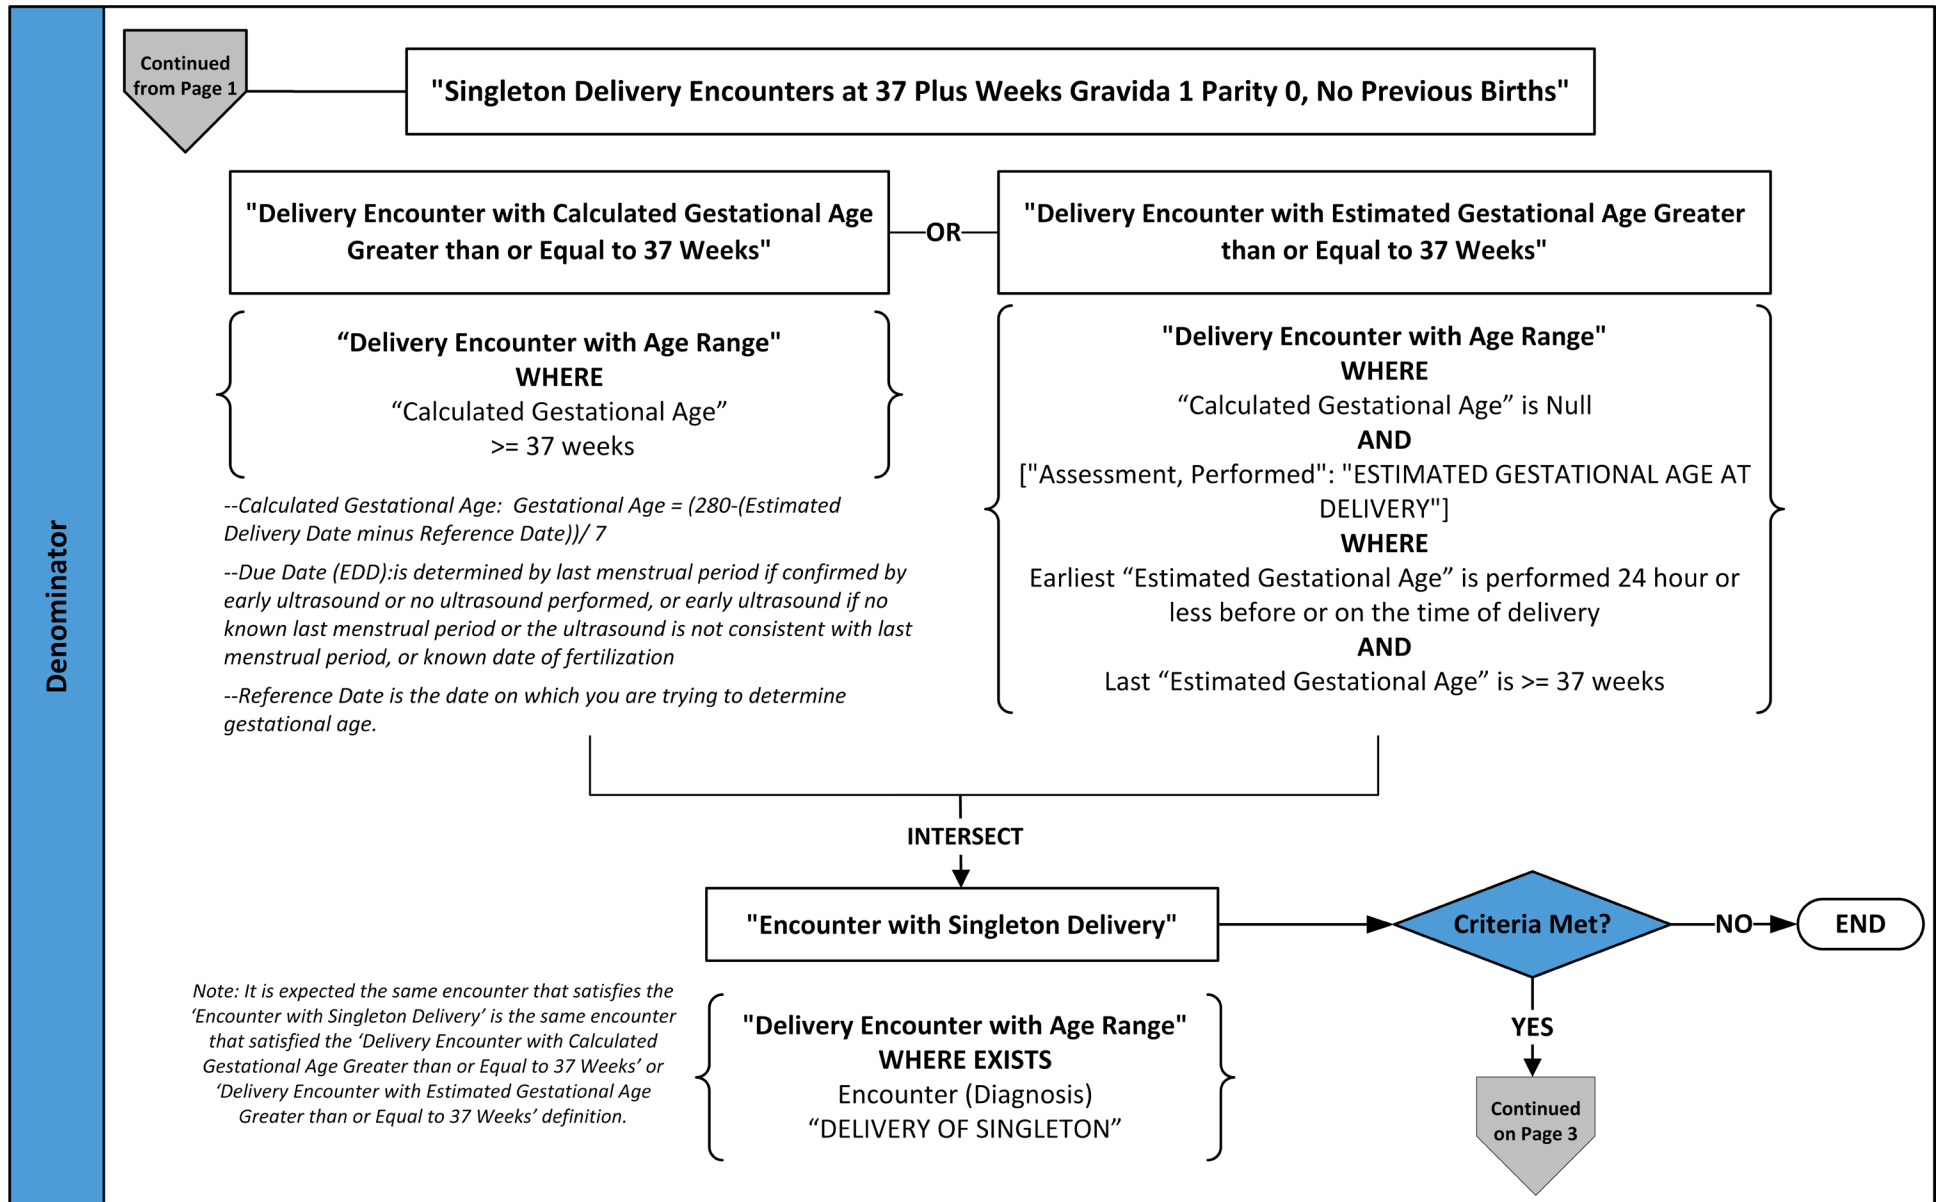 Denominator
Continued
from Page 1
"Singleton Delivery Encounters at 37 Plus Weeks Gravida 1 Parity 0, No Previous Births"
"Delivery Encounter with Calculated Gestational Age
Greater than or Equal to 37 Weeks"
OR
"Delivery Encounter with Estimated Gestational Age Greater
than or Equal to 37 Weeks"
“Delivery Encounter with Age Range"
WHERE
“Calculated Gestational Age”
>= 37 weeks
--Calculated Gestational Age:  Gestational Age = (280-(Estimated
Delivery Date minus Reference Date))/ 7
--Due Date (EDD):is determined by last menstrual period if confirmed by
early ultrasound or no ultrasound performed, or early ultrasound if no
known last menstrual period or the ultrasound is not consistent with last
menstrual period, or known date of fertilization
--Reference Date is the date on which you are trying to determine
gestational age.
"Delivery Encounter with Age Range"
WHERE
“Calculated Gestational Age” is Null
AND
["Assessment, Performed": "ESTIMATED GESTATIONAL AGE AT
DELIVERY"]
WHERE
Earliest “Estimated Gestational Age” is performed 24 hour or
less before or on the time of delivery
AND
Last “Estimated Gestational Age” is >= 37 weeks
INTERSECT
"Encounter with Singleton Delivery"
Criteria Met?
NO
END
YES
Continued
on Page 3
Note: It is expected the same encounter that satisfies the
‘Encounter with Singleton Delivery’ is the same encounter
that satisfied the ‘Delivery Encounter with Calculated
Gestational Age Greater than or Equal to 37 Weeks’ or
‘Delivery Encounter with Estimated Gestational Age
Greater than or Equal to 37 Weeks’ definition.
"Delivery Encounter with Age Range"
WHERE EXISTS
Encounter (Diagnosis)
“DELIVERY OF SINGLETON”